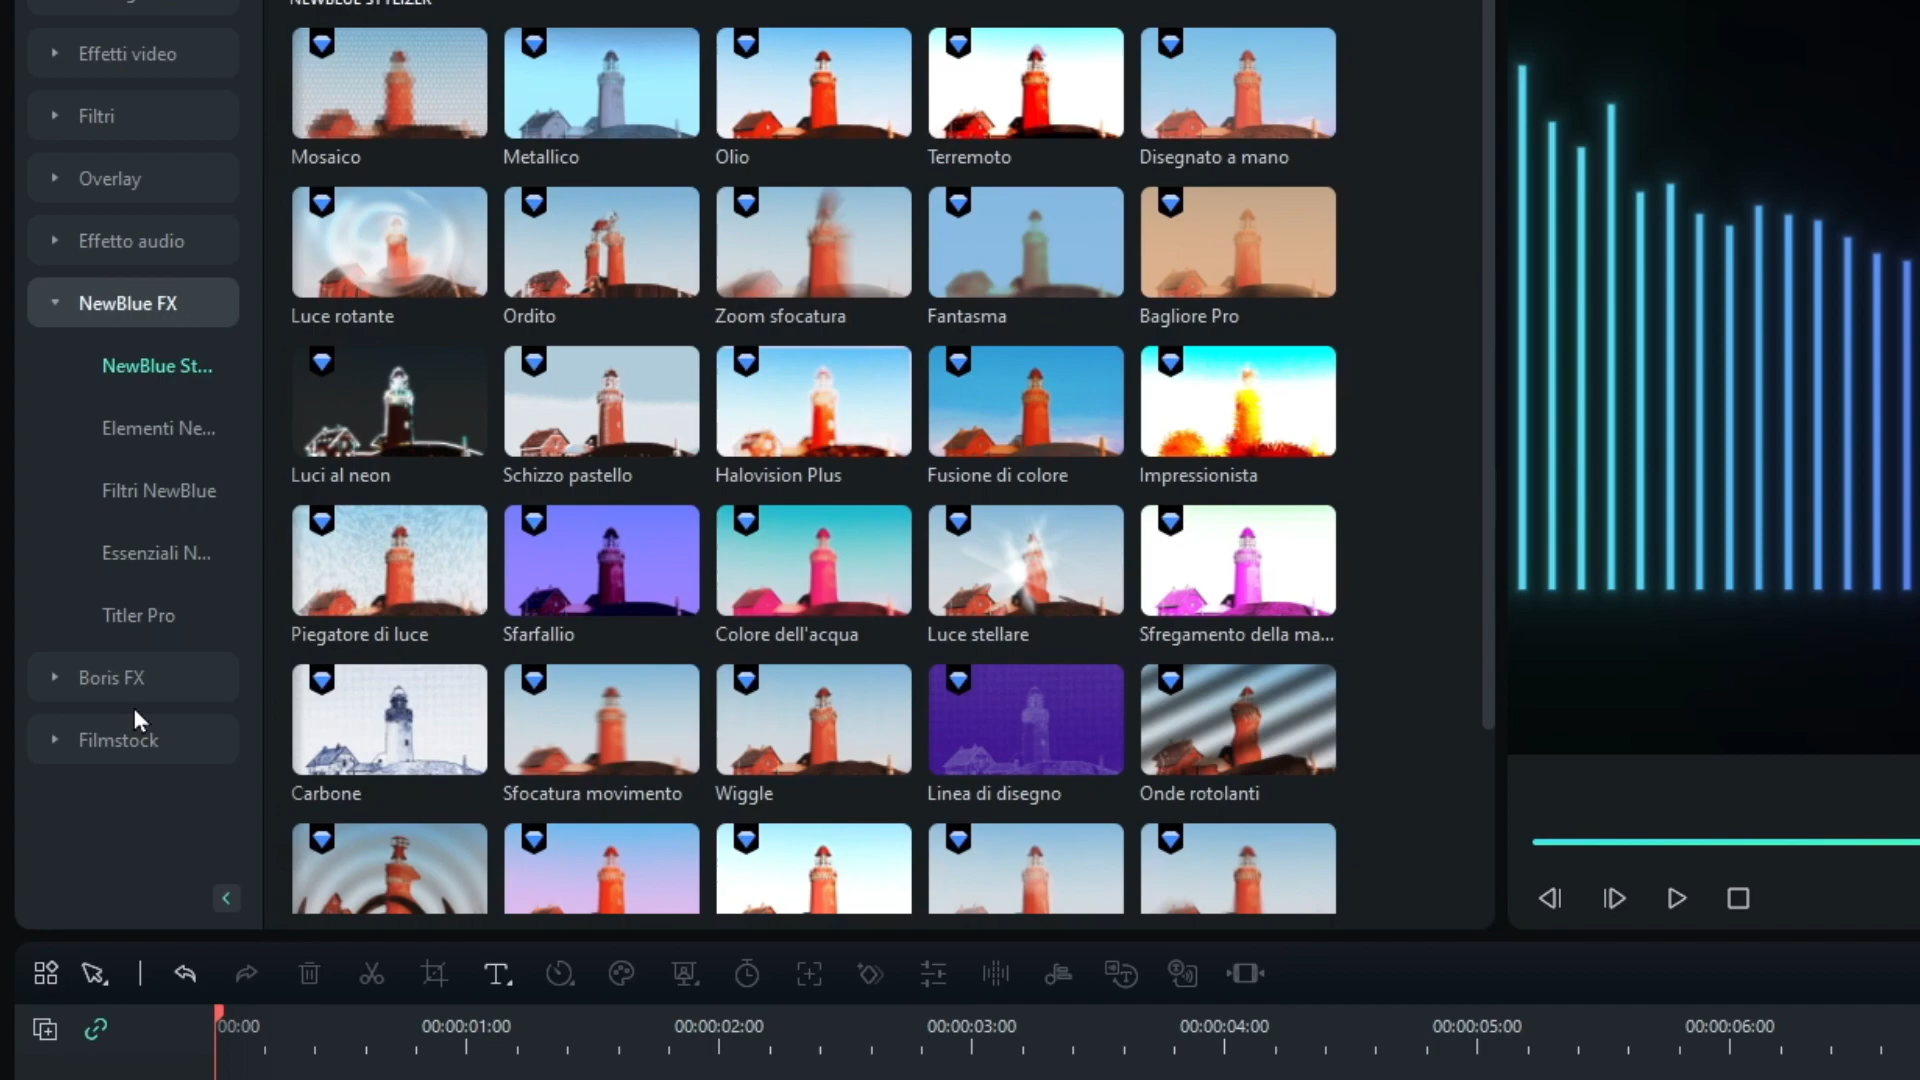 Effetti video
Filtri
Overlay
Effetto audio
NewBlue FX
NewBlue St...
Elementi Ne...
Filtri NewBlue
Essenziali N...
Titler Pro
Boris FX
Filmstock
NEWBLUE STYLIZER
Mosaico
Metallico
Olio
Terremoto
Disegnato a mano
Luce rotante
Ordito
Zoom sfocatura
Fantasma
Bagliore Pro
Luci al neon
Schizzo pastello
Halovision Plus
Fusione di colore
Impressionista
Piegatore di luce
Sfarfallio
Colore dell'acqua
Luce stellare
Sfregamento della ma...
Carbone
Sfocatura movimento
Wiggle
Linea di disegno
Onde rotolanti
00:00
00:00:01:00
00:00:02:00
00:00:03:00
00:00:04:00
00:00:05:00
00:00:06:00